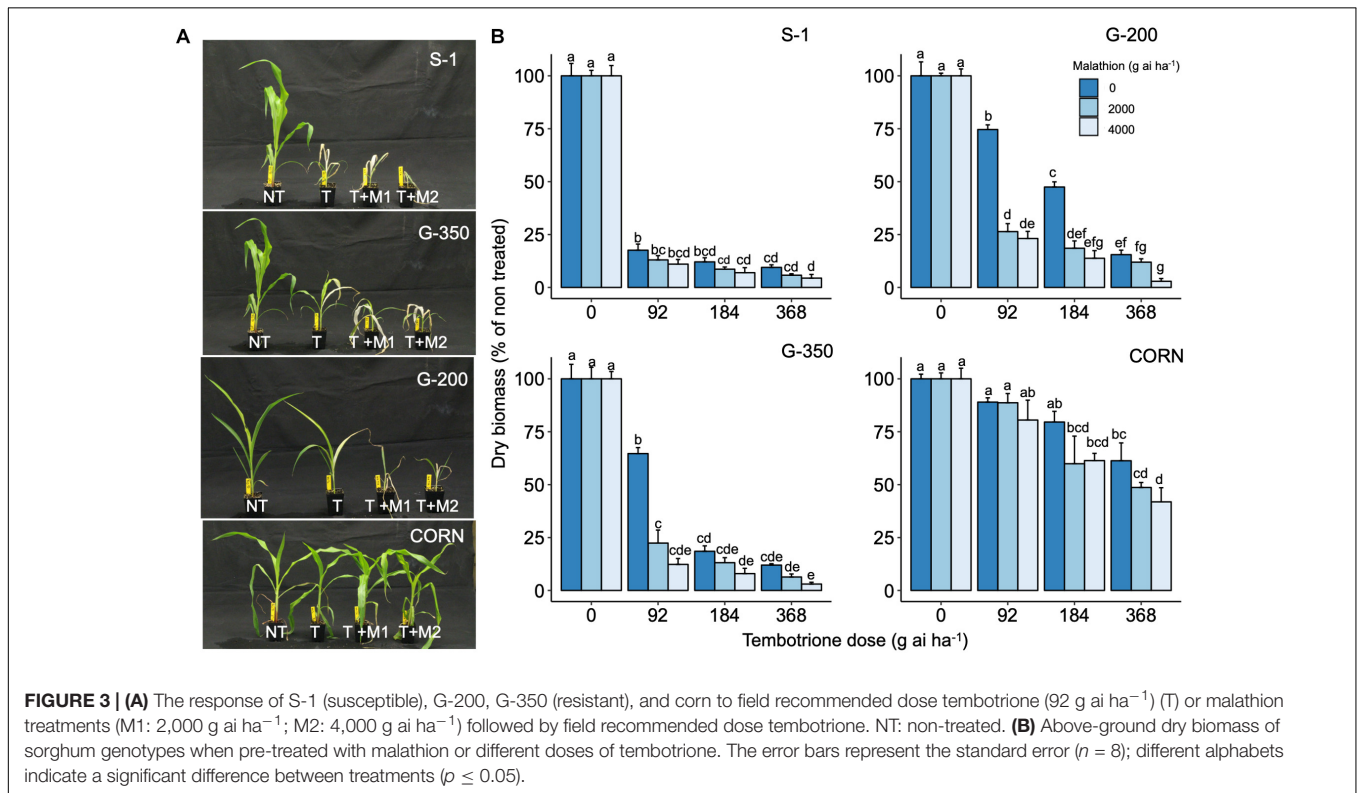 A
S-1
NT T T+M1 T+M2
G-350
NT T T +M1 T+M2
G-200
NT T T+M1 T+M2
CORN
NT T T+M1 T+M2
B
Dry biomass (% of non treated)
S-1
100
75
50
25
0
a a a
b bc bcd
bcd cd cd
cd cd d
0 92 184 368
G-200
Malathion (g ai ha⁻¹)
0
2000
4000
100
75
50
25
0
a a a
b d de
c def efg
ef fg g
0 92 184 368
G-350
100
75
50
25
0
a a a
b c cde
cd cde de
cde de e
0 92 184 368
CORN
100
75
50
25
0
a a a
a a ab
ab bcd bcd
bc cd d
0 92 184 368
Tembotrione dose (g ai ha⁻¹)
FIGURE 3 | (A) The response of S-1 (susceptible), G-200, G-350 (resistant), and corn to field recommended dose tembotrione (92 g ai ha⁻¹) (T) or malathion
treatments (M1: 2,000 g ai ha⁻¹; M2: 4,000 g ai ha⁻¹) followed by field recommended dose tembotrione. NT: non-treated. (B) Above-ground dry biomass of
sorghum genotypes when pre-treated with malathion or different doses of tembotrione. The error bars represent the standard error (n = 8); different alphabets
indicate a significant difference between treatments (p ≤ 0.05).